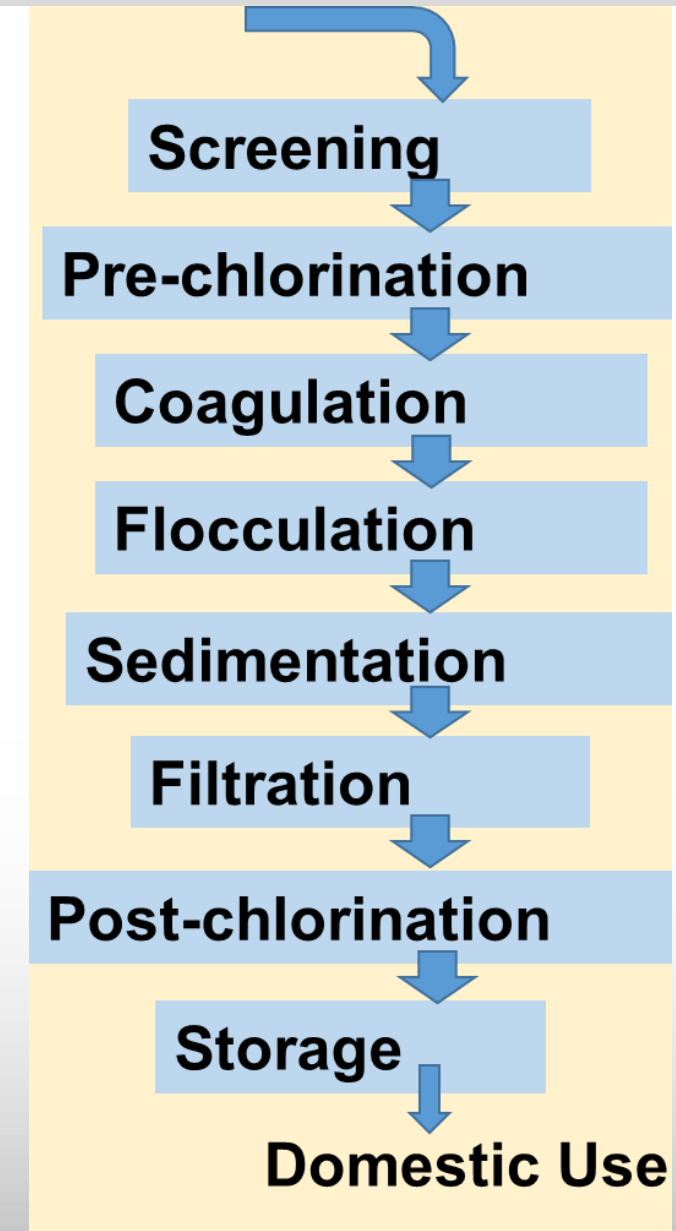 Screening
Pre-chlorination
Coagulation
Flocculation
Sedimentation
Filtration
Post-chlorination
Storage
Domestic Use